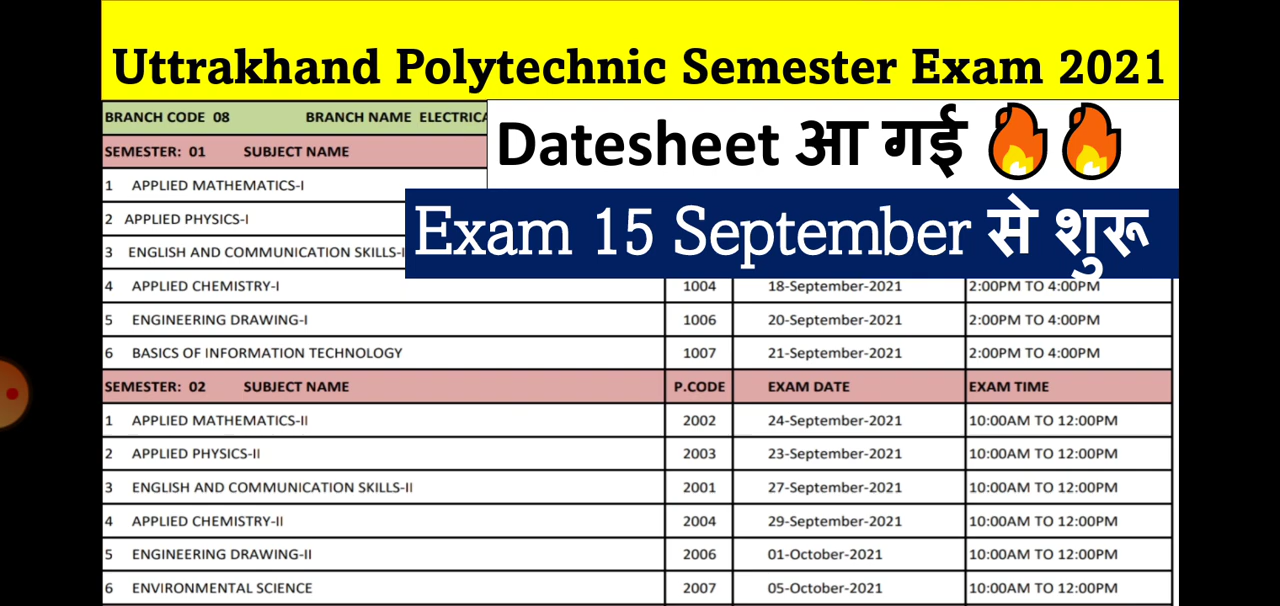 Uttrakhand Polytechnic Semester Exam 2021
BRANCH CODE 08 BRANCH NAME
Datesheet आ गई 🔥🔥
SEMESTER: 01 SUBJECT NAME
1 APPLIED MATHEMATICS-I
Exam 15 September से शुरू
2 APPLIED PHYSICS-I
3 ENGLISH AND COMMUNICATION SKILLS-I
4 APPLIED CHEMISTRY-I 1004 18-September-2021 2:00PM TO 4:00PM
5 ENGINEERING DRAWING-I 1006 20-September-2021 2:00PM TO 4:00PM
6 BASICS OF INFORMATION TECHNOLOGY 1007 21-September-2021 2:00PM TO 4:00PM
SEMESTER: 02 SUBJECT NAME P.CODE EXAM DATE EXAM TIME
1 APPLIED MATHEMATICS-II 2002 24-September-2021 10:00AM TO 12:00PM
2 APPLIED PHYSICS-II 2003 23-September-2021 10:00AM TO 12:00PM
3 ENGLISH AND COMMUNICATION SKILLS-II 2001 27-September-2021 10:00AM TO 12:00PM
4 APPLIED CHEMISTRY-II 2004 29-September-2021 10:00AM TO 12:00PM
5 ENGINEERING DRAWING-II 2006 01-October-2021 10:00AM TO 12:00PM
6 ENVIRONMENTAL SCIENCE 2007 05-October-2021 10:00AM TO 12:00PM